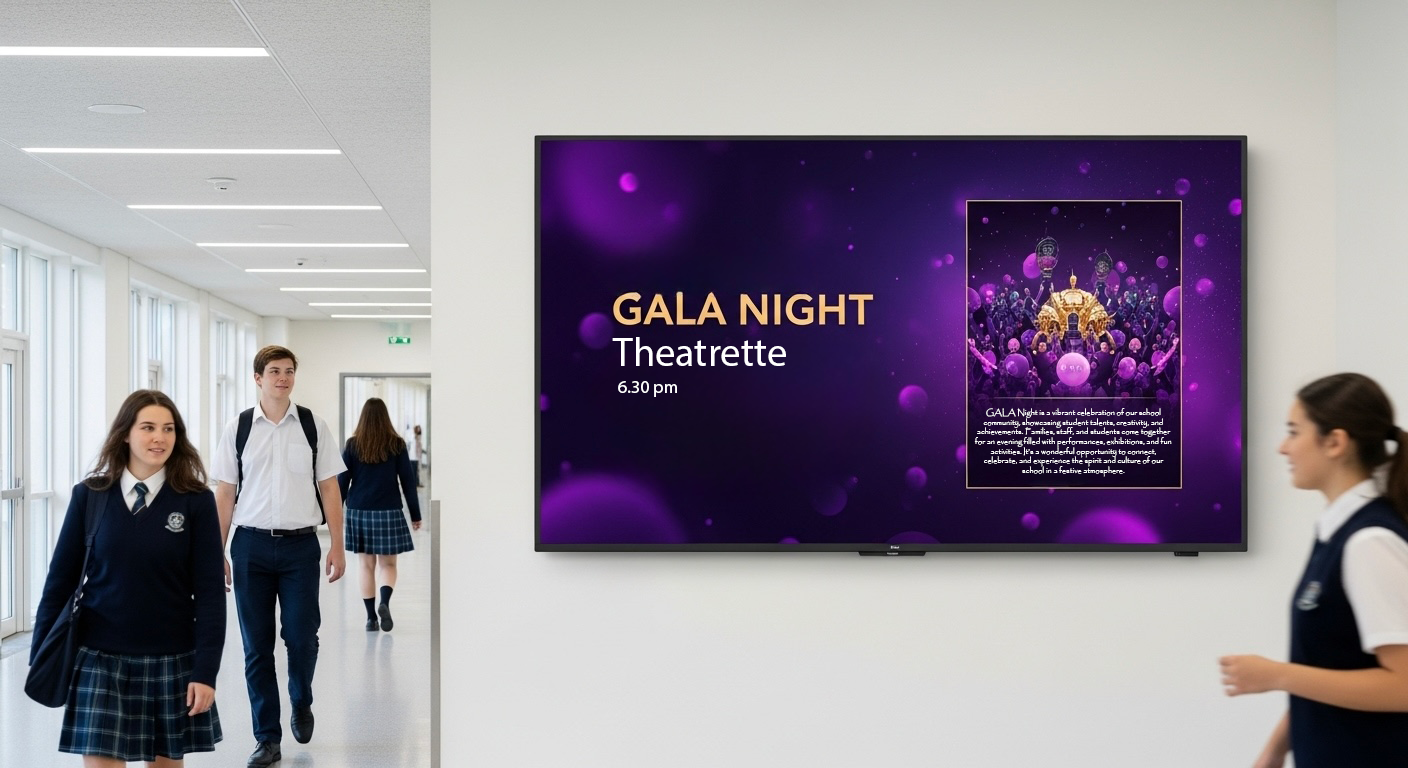 GALA NIGHT
Theatrette
6.30 pm
GALA Night is a vibrant celebration of our school
community, showcasing student talents, creativity, and
achievements. Families, staff, and students come together
for an evening filled with performances, exhibitions, and fun
activities. It's a wonderful opportunity to connect,
celebrate, and experience the spirit and culture of our
school in a festive atmosphere.